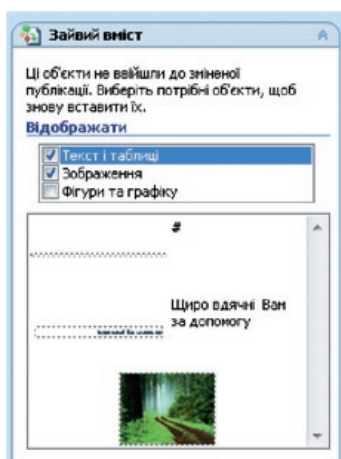 Зайвий вміст
Ці об'єкти не ввійшли до зміненої
публікації. Виберіть потрібні об'єкти, щоб
знову вставити їх.
Відображати
Текст і таблиці
Зображення
Фігури та графіку
#
Щиро вдячні Вам
за допомогу